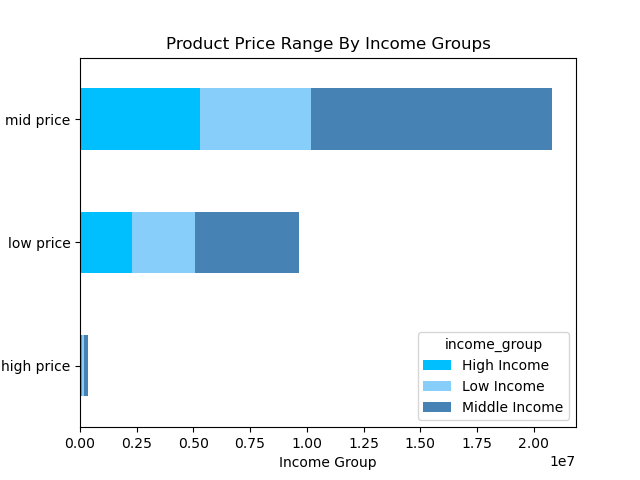 Product Price Range By Income Groups
mid price
low price
high price
income_group
High Income
Low Income
Middle Income
0.00 0.25 0.50 0.75 1.00 1.25 1.50 1.75 2.00
1e7
Income Group